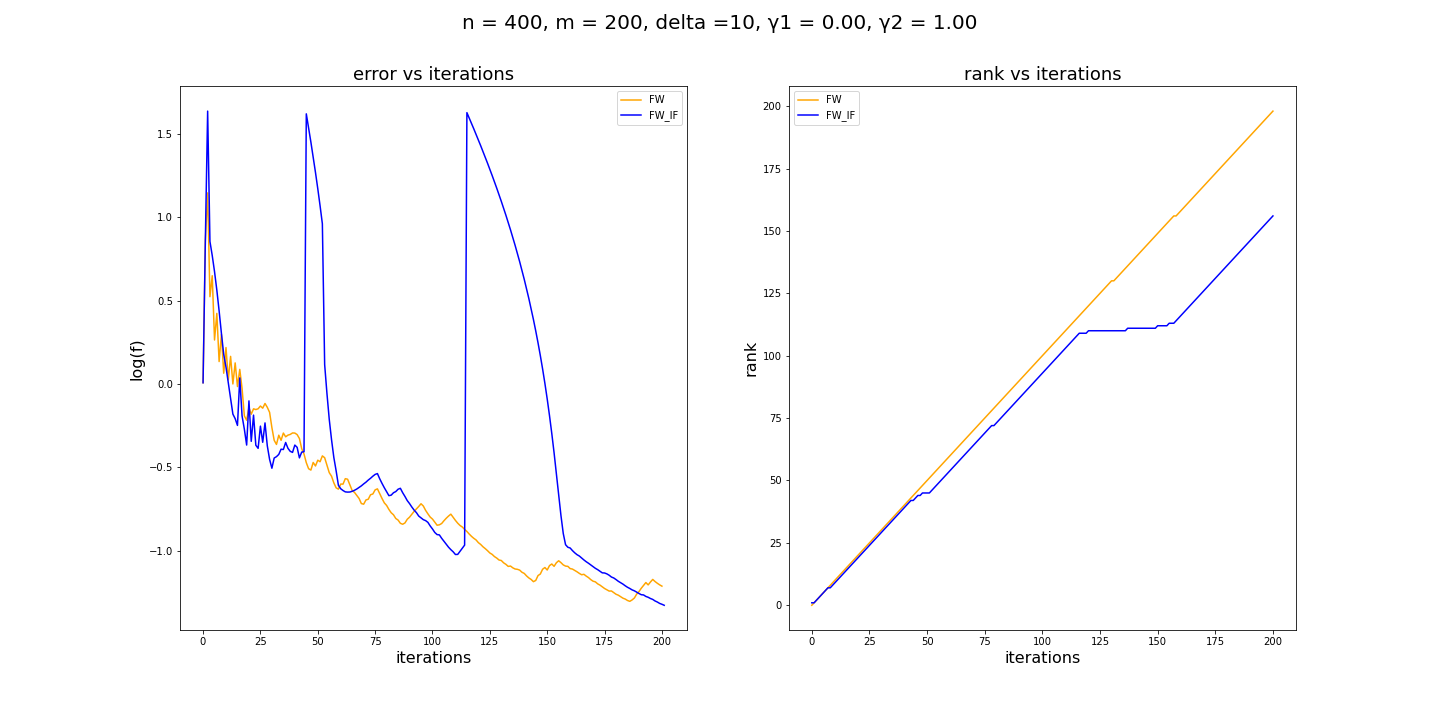 n = 400, m = 200, delta =10, γ1 = 0.00, γ2 = 1.00
error vs iterations
FW
FW_IF
1.5
1.0
0.5
0.0
−0.5
−1.0
log(f)
0 25 50 75 100 125 150 175 200
iterations
rank vs iterations
FW
FW_IF
200
175
150
125
100
75
50
25
0
rank
0 25 50 75 100 125 150 175 200
iterations